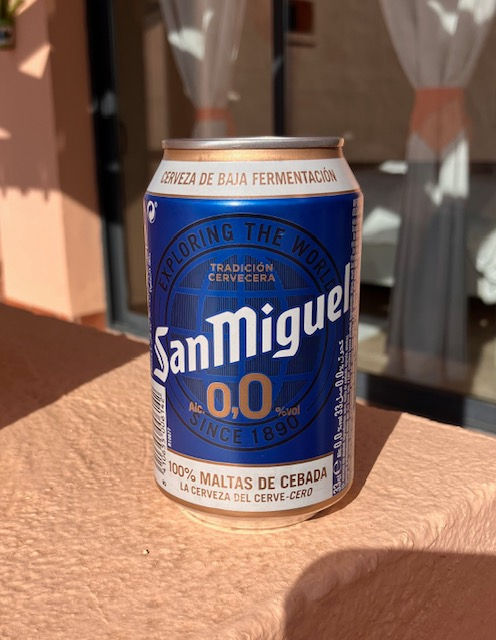 CERVEZA DE BAJA FERMENTACIÓN
EXPLORING THE WORLD
TRADICIÓN
CERVECERA
San Miguel
Alc. 0,0 %vol
SINCE 1890
100% MALTAS DE CEBADA
LA CERVEZA DEL CERVE-CERO